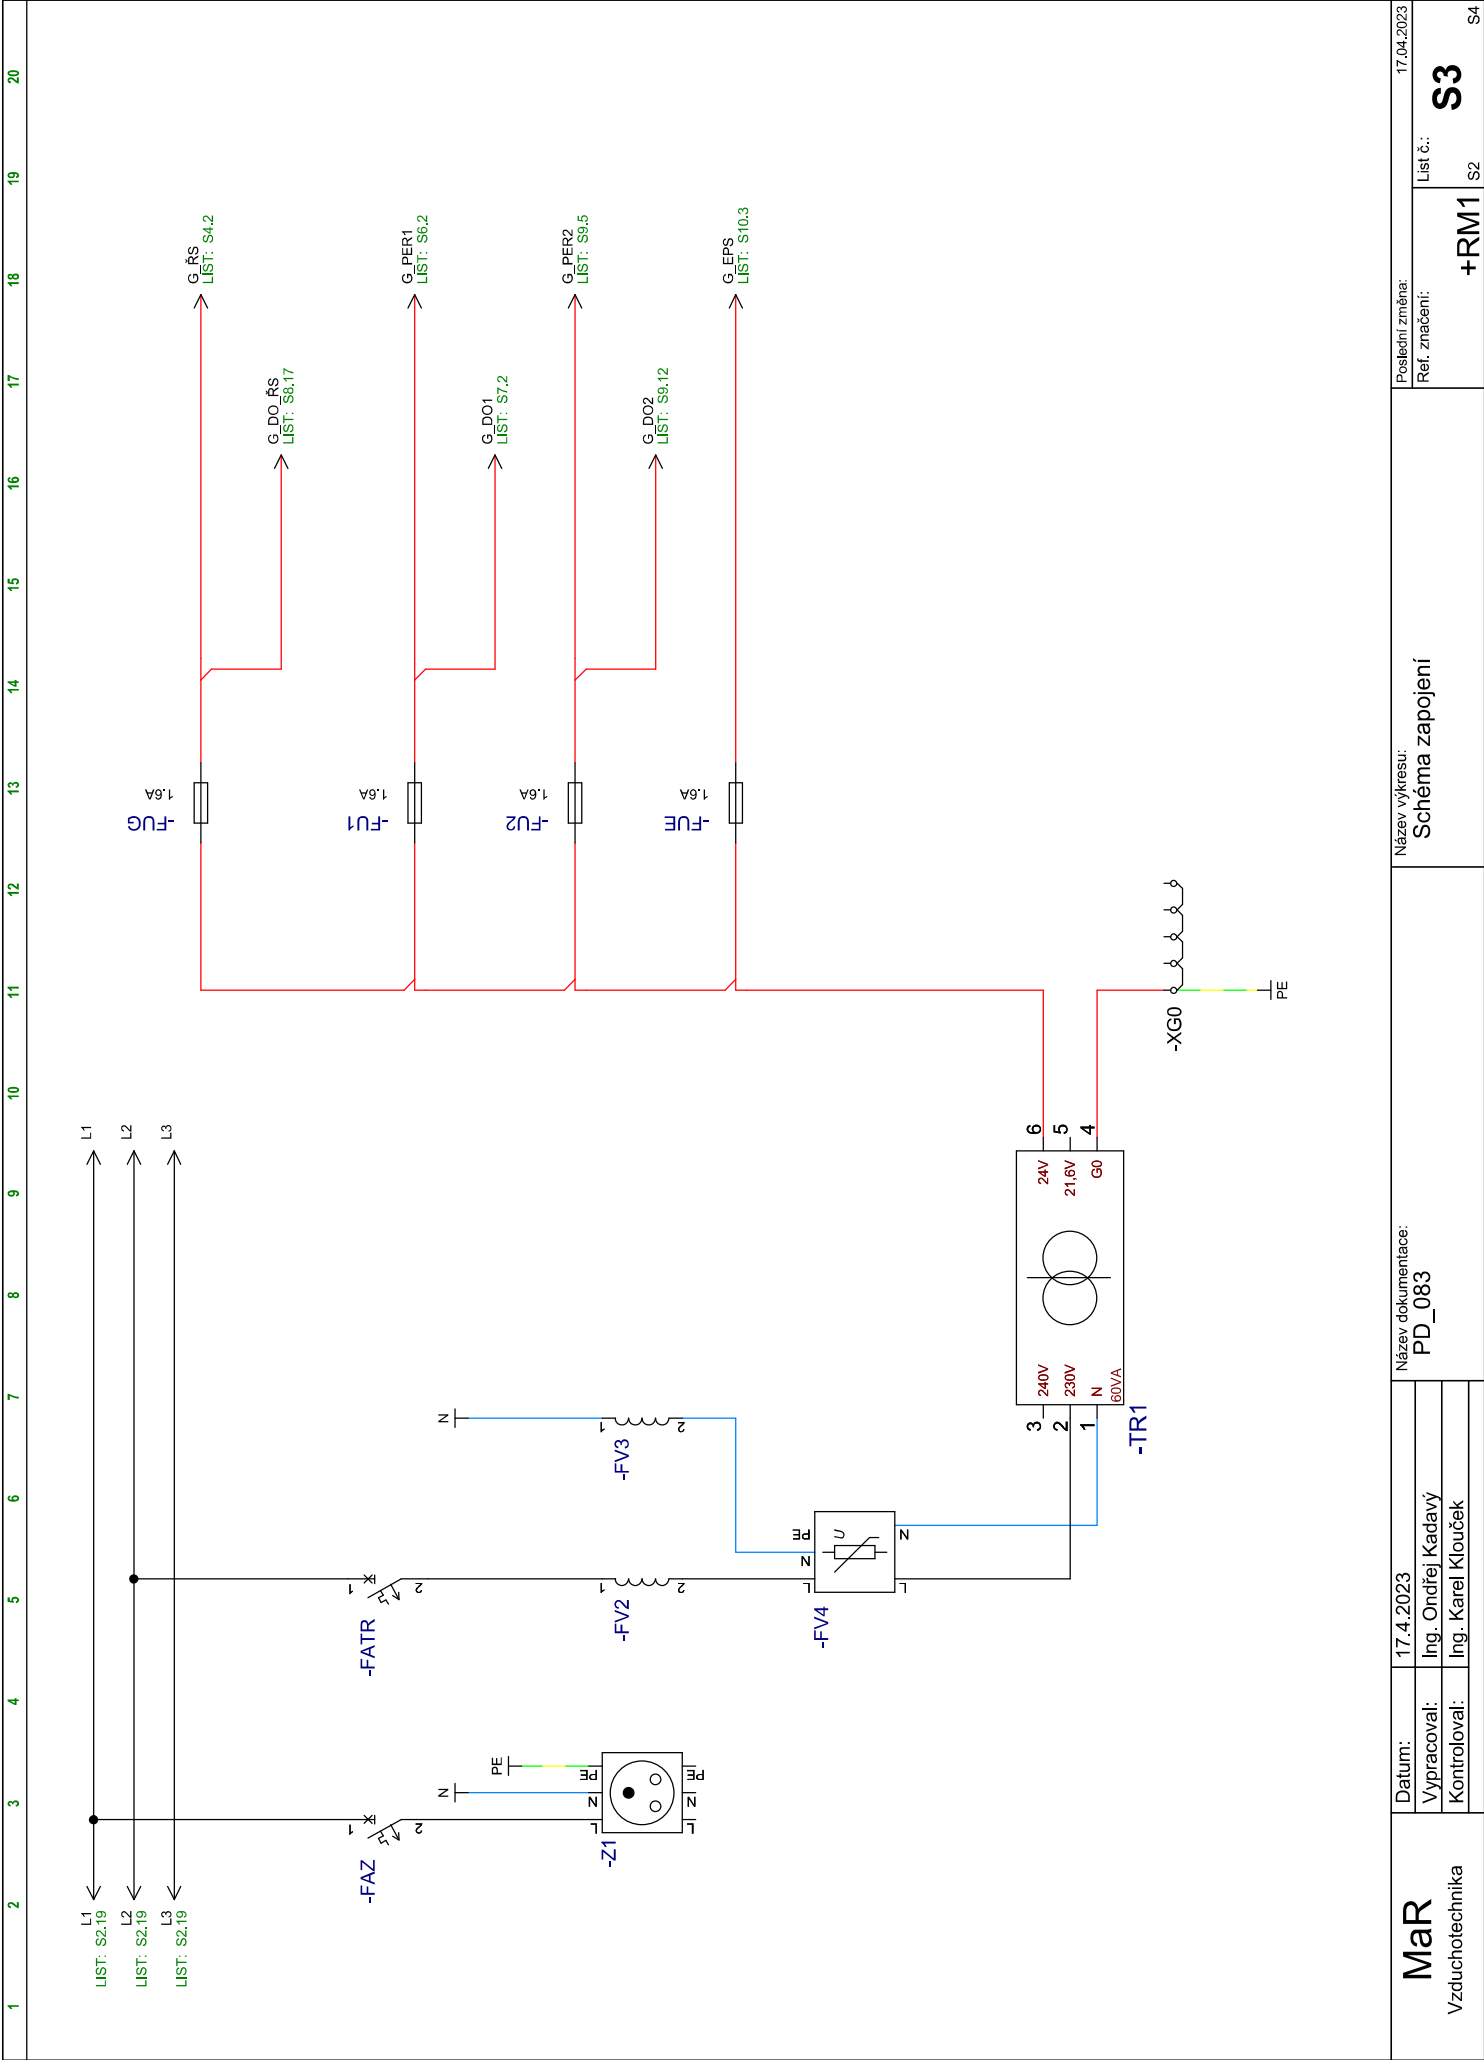 1 2 3 4 5 6 7 8 9 10 11 12 13 14 15 16 17 18 19 20
L1
LIST: S2.19
L2
LIST: S2.19
L3
LIST: S2.19
L1
L2
L3
-FAZ
1
2
N
PE
-Z1
L N PE
L N PE
-FATR
1
2
-FV2
1
2
N
-FV3
1
2
-FV4
L N PE
U
L N
-TR1
3 240V
2 230V
1 N
60VA
24V 6
21,6V 5
G0 4
-XG0
PE
-FUG
1.6A
-FU1
1.6A
-FU2
1.6A
-FUE
1.6A
G_ŘS
LIST: S4.2
G_DO_ŘS
LIST: S8.17
G_PER1
LIST: S6.2
G_DO1
LIST: S7.2
G_PER2
LIST: S9.5
G_DO2
LIST: S9.12
G_EPS
LIST: S10.3
MaR
Vzduchotechnika
Datum: 17.4.2023
Vypracoval: Ing. Ondřej Kadavý
Kontroloval: Ing. Karel Klouček
Název dokumentace:
PD_083
Název výkresu:
Schéma zapojení
Poslední změna: 17.04.2023
Ref. značení:
+RM1
List č.:
S3
S2 S4